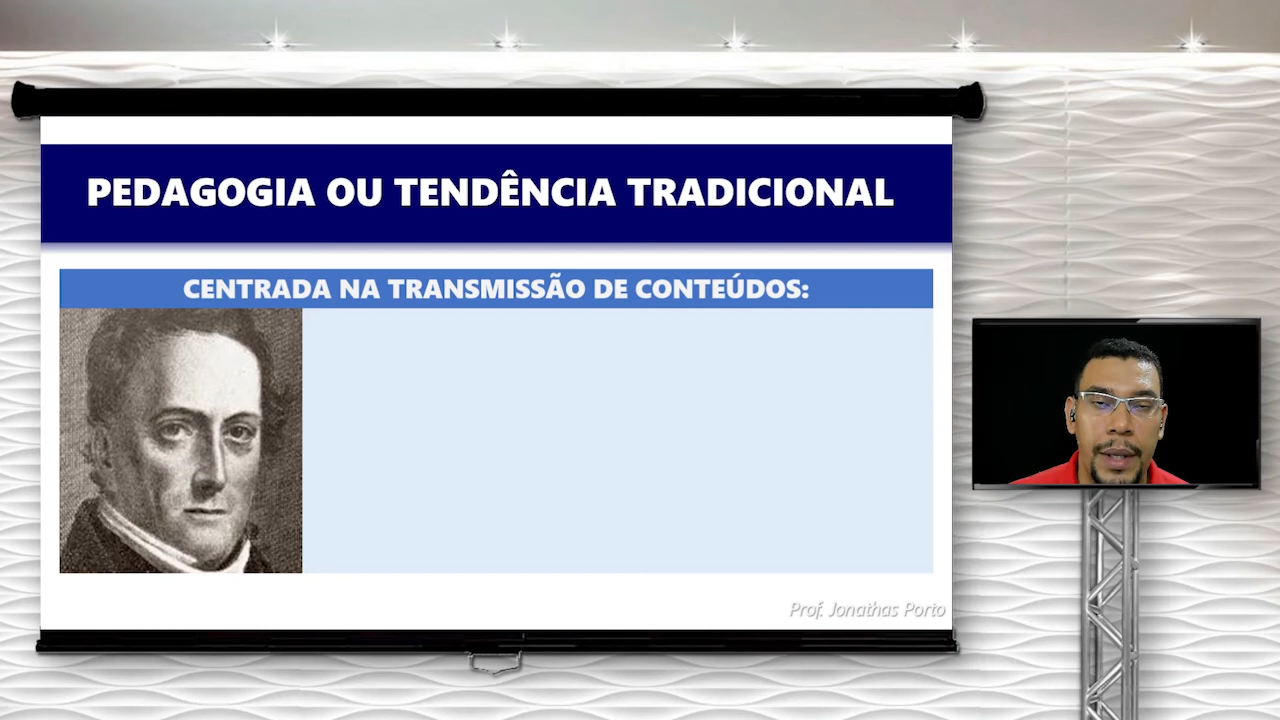 PEDAGOGIA OU TENDÊNCIA TRADICIONAL
CENTRADA NA TRANSMISSÃO DE CONTEÚDOS:
Prof. Jonathas Porto